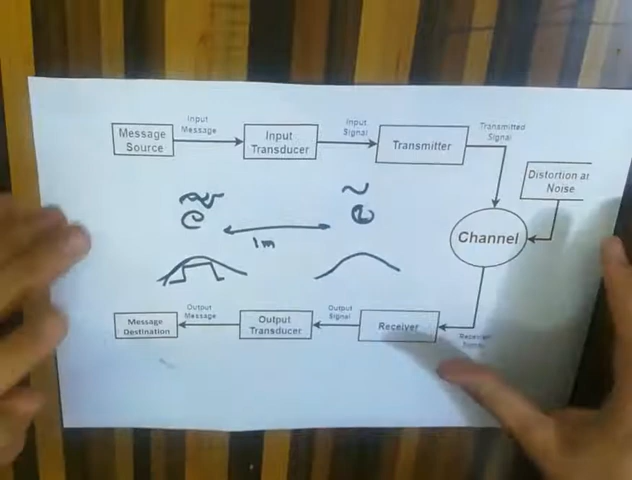 Input
Message
Message
Source
Input
Transducer
Input
Signal
Transmitter
Transmitted
Signal
Distortion
Noise
Channel
1m
Receiver
Output
Signal
Output
Transducer
Output
Message
Message
Destination